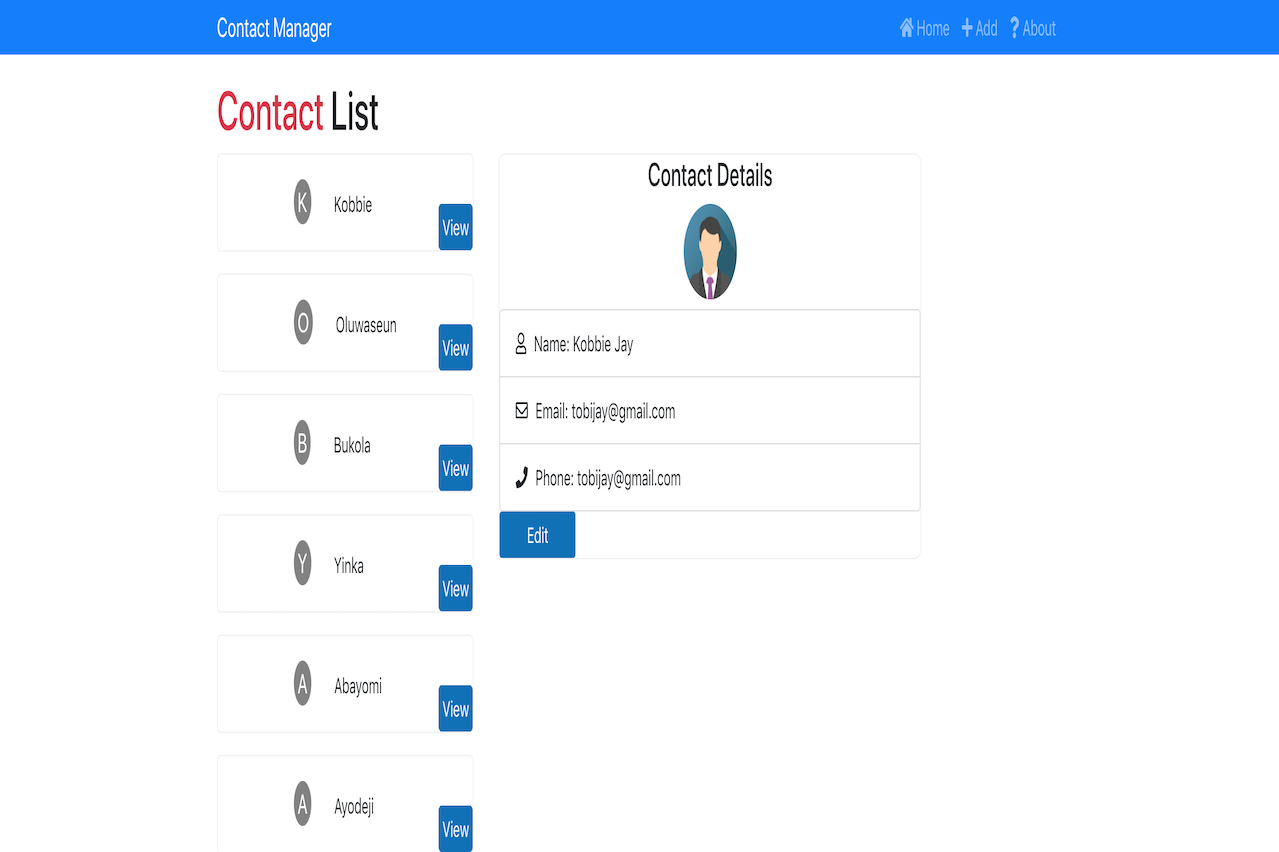 Contact Manager
Home Add About
Contact List
K Kobbie
View
O Oluwaseun
View
B Bukola
View
Y Yinka
View
A Abayomi
View
A Ayodeji
View
Contact Details
Name: Kobbie Jay
Email: tobijay@gmail.com
Phone: tobijay@gmail.com
Edit